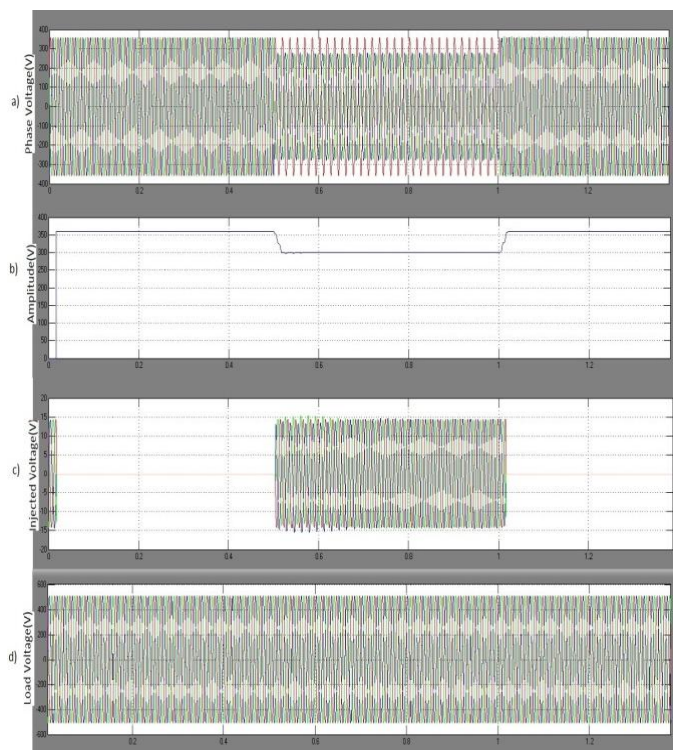 a)
Phase Voltage(V)
400
300
200
100
0
-100
-200
-300
-400
0 0.2 0.4 0.6 0.8 1 1.2
b)
Amplitude(V)
400
350
300
250
200
150
100
50
0
0 0.2 0.4 0.6 0.8 1 1.2
c)
Injected Voltage(V)
20
15
10
5
0
-5
-10
-15
-20
0 0.2 0.4 0.6 0.8 1 1.2
d)
Load Voltage(V)
600
400
200
0
-200
-400
-600
0.2 0.4 0.6 0.8 1 1.2